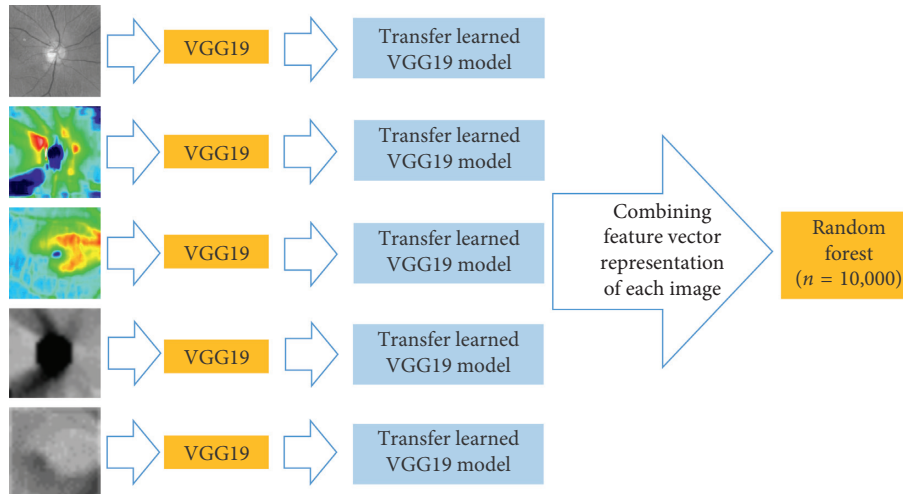 VGG19
Transfer learned
VGG19 model
VGG19
Transfer learned
VGG19 model
VGG19
Transfer learned
VGG19 model
VGG19
Transfer learned
VGG19 model
VGG19
Transfer learned
VGG19 model
Combining
feature vector
representation
of each image
Random
forest
(n = 10,000)